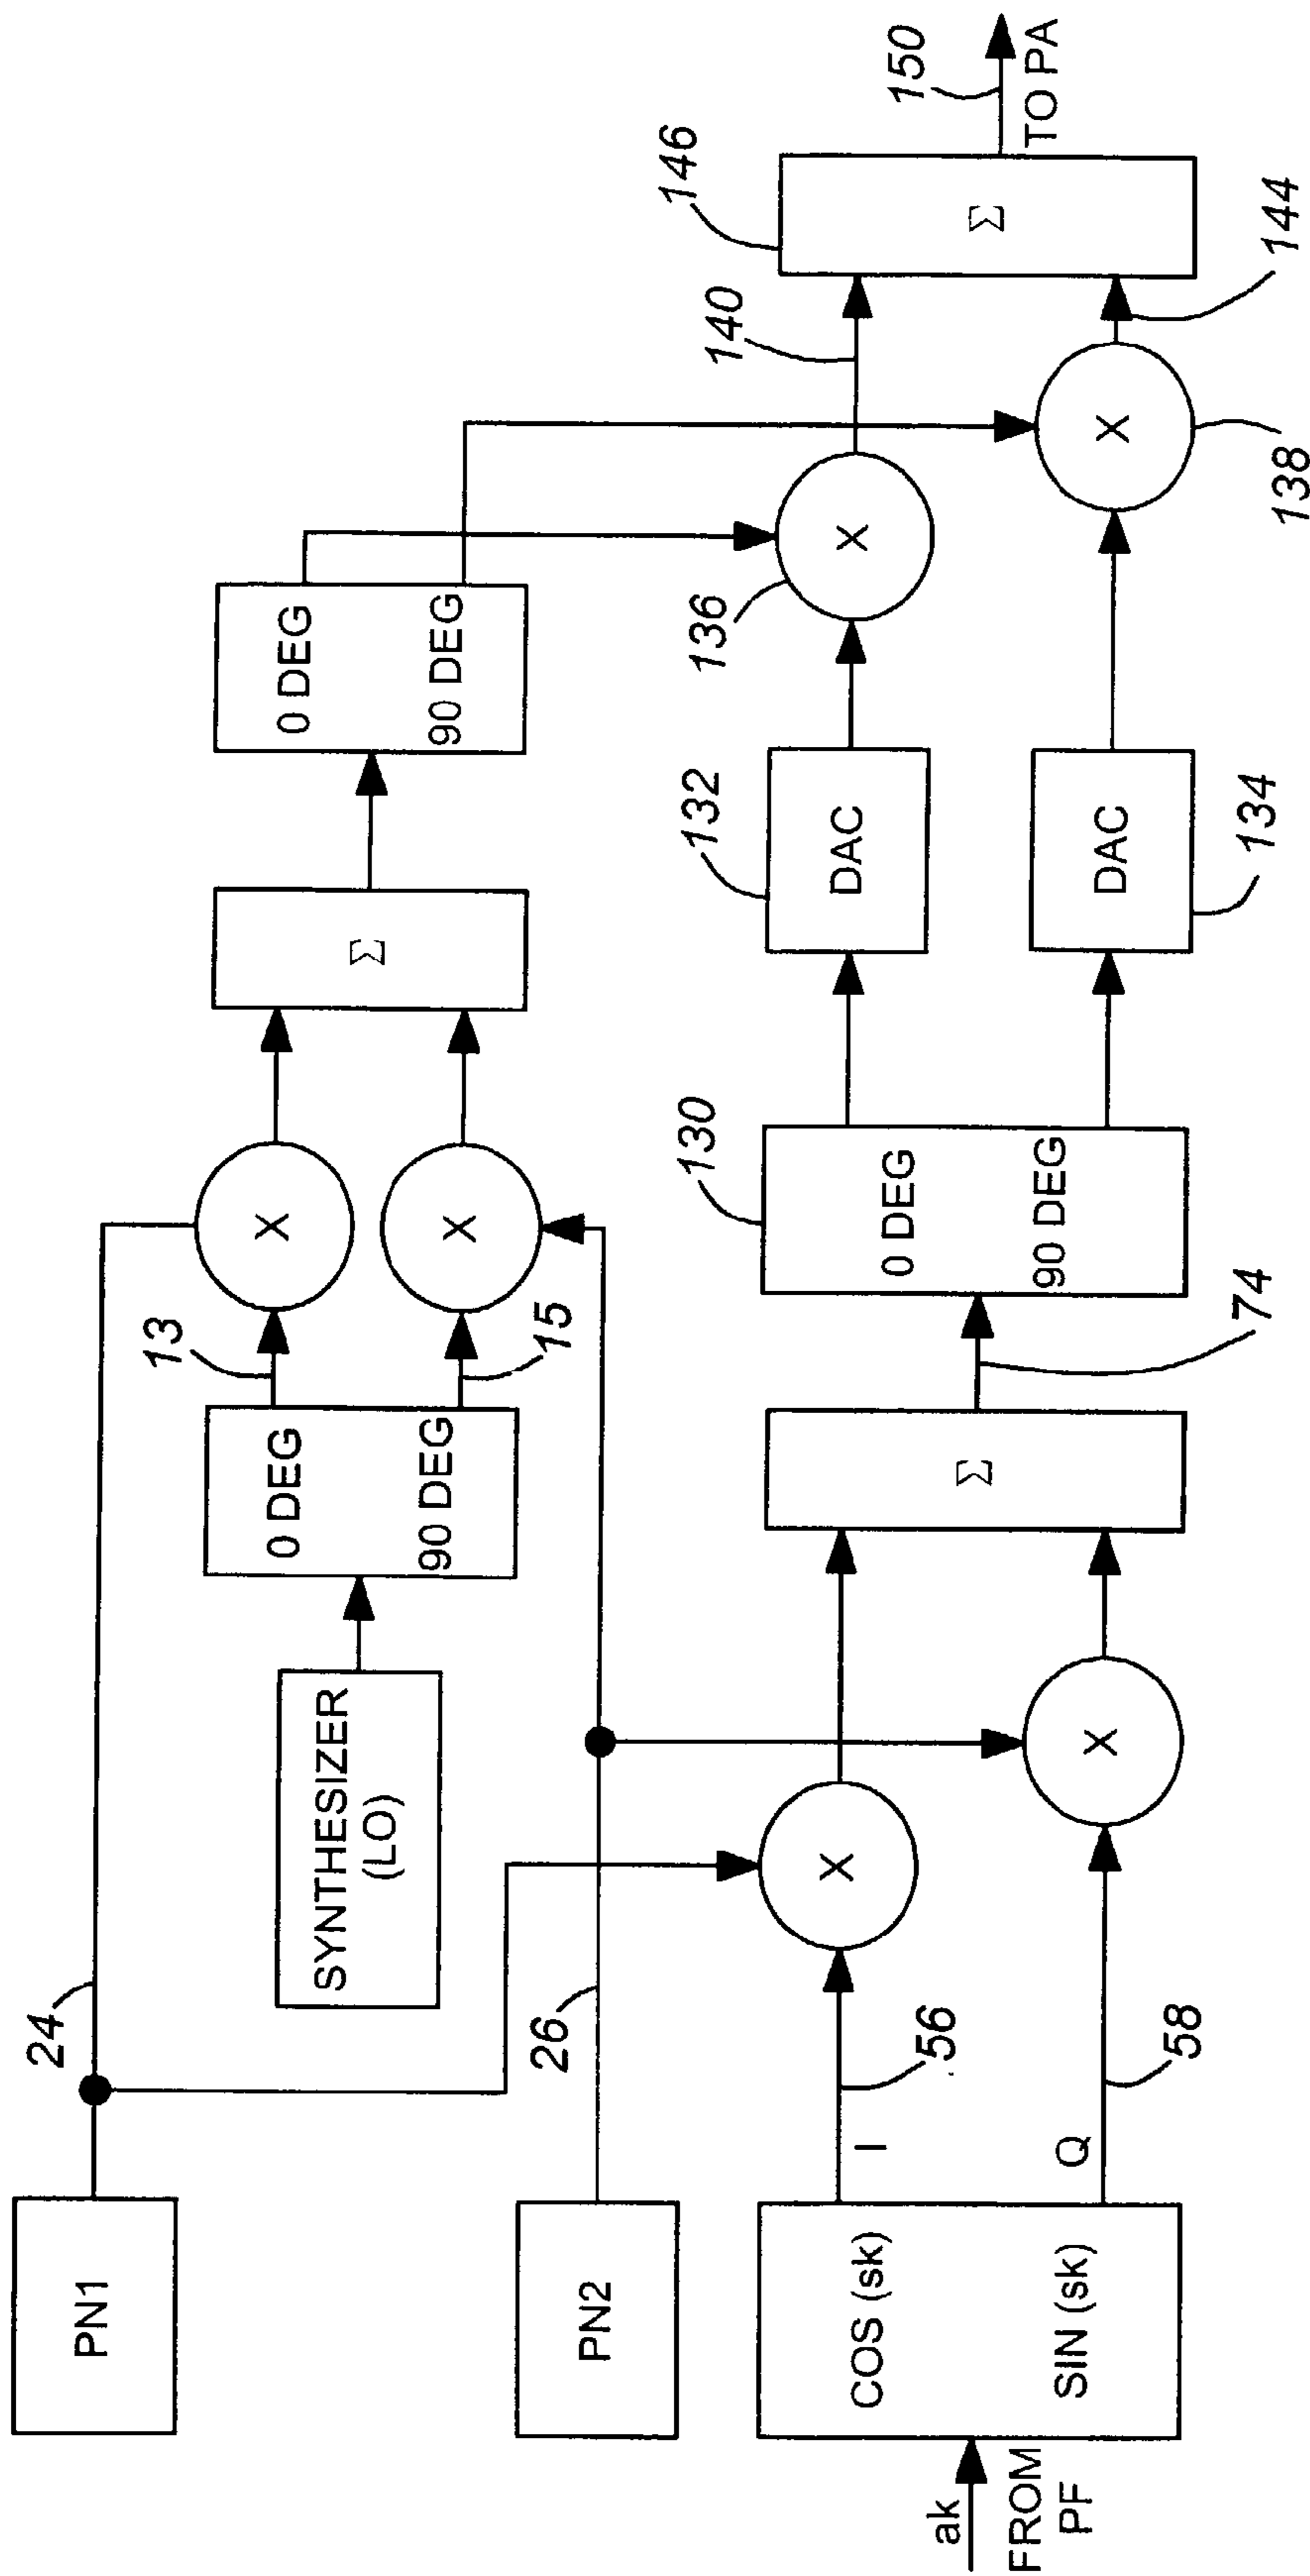 PN1
24
SYNTHESIZER
(LO)
0 DEG
90 DEG
13
15
X
X
Σ
0 DEG
90 DEG
PN2
26
ak
FROM
PF
COS (sk)
SIN (sk)
I
Q
56
58
X
X
Σ
74
0 DEG
90 DEG
130
DAC
132
DAC
134
X
136
X
138
140
144
Σ
146
150
TO PA